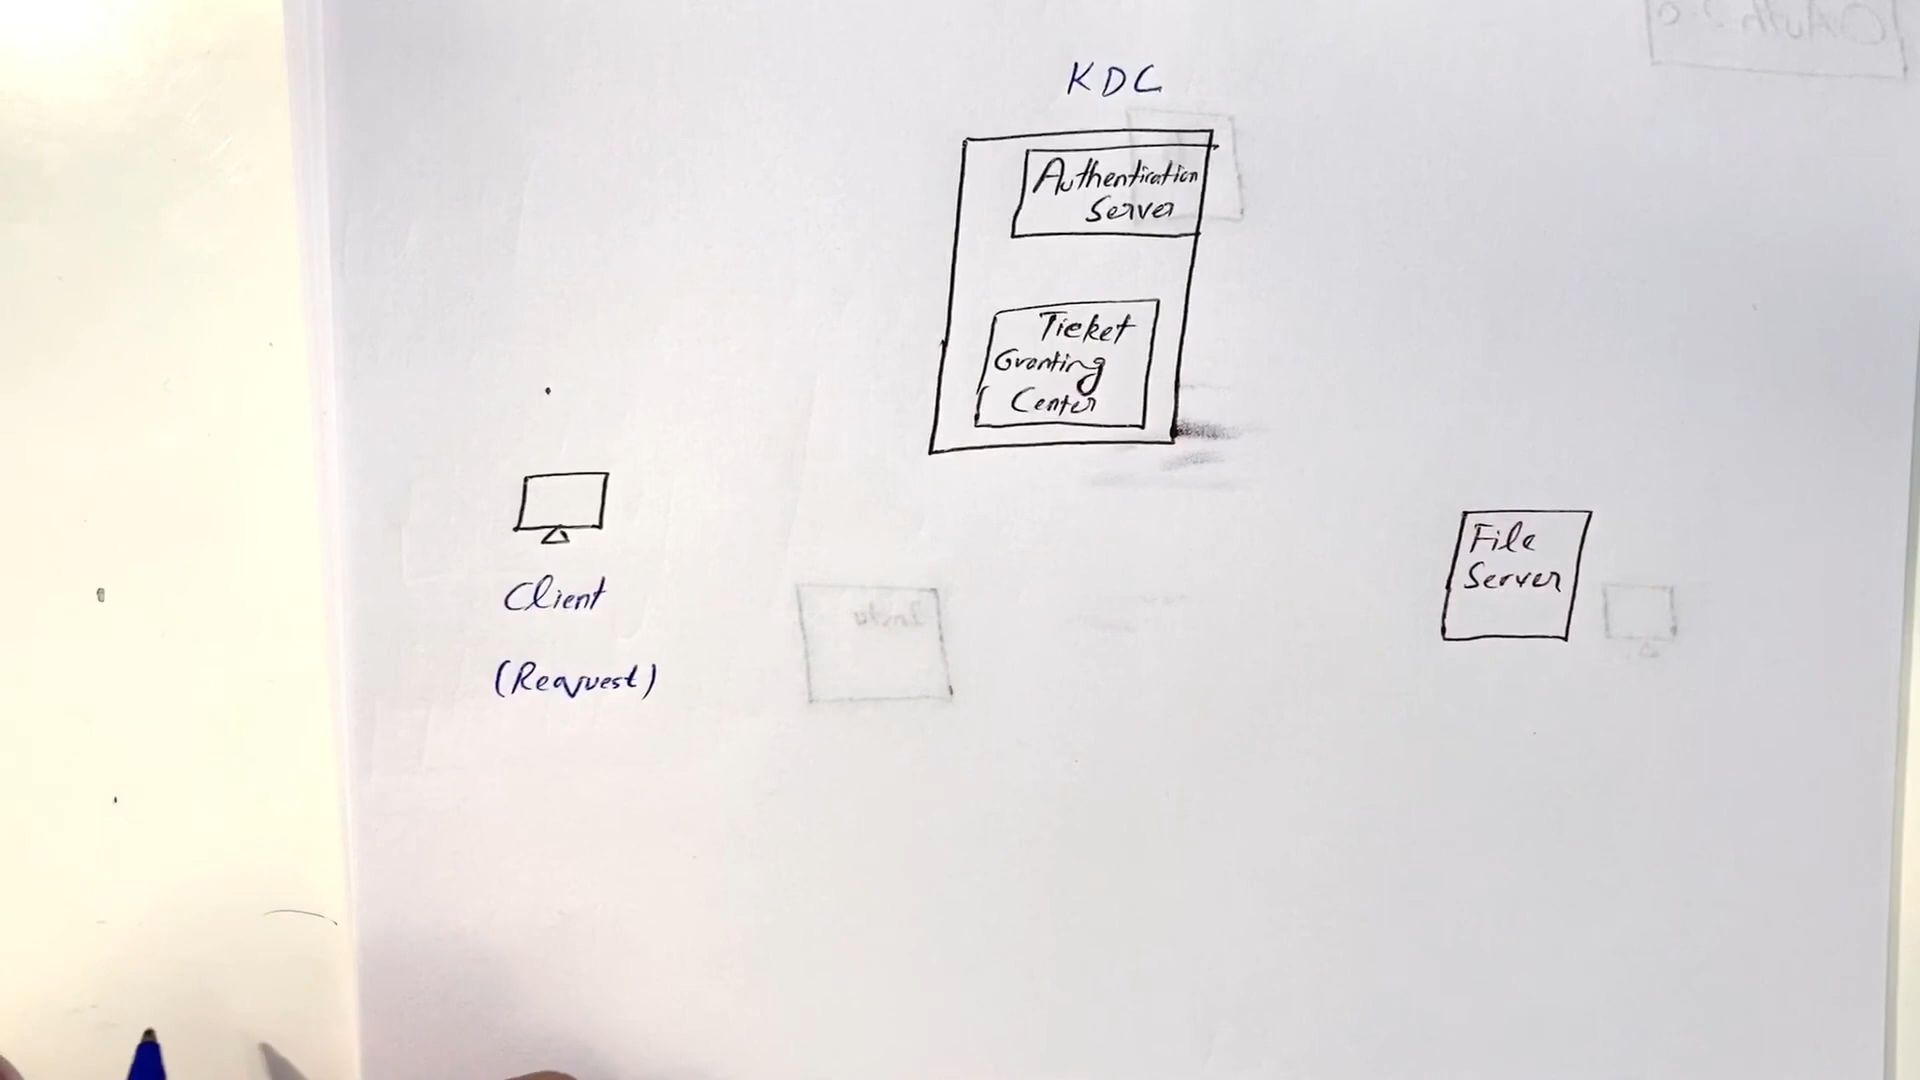 KDC
Authentication
Server
Ticket
Granting
Center
File
Server
Client
(Request)